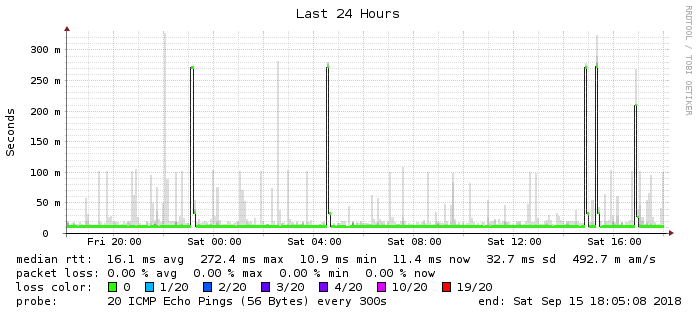 Last 24 Hours
RRDTOOL / TOBI OETIKER
Seconds
300 m
250 m
200 m
150 m
100 m
50 m
0
Fri 20:00 Sat 00:00 Sat 04:00 Sat 08:00 Sat 12:00 Sat 16:00
median rtt: 16.1 ms avg 272.4 ms max 10.9 ms min 11.4 ms now 32.7 ms sd 492.7 m am/s
packet loss: 0.00 % avg 0.00 % max 0.00 % min 0.00 % now
loss color: 0 1/20 2/20 3/20 4/20 10/20 19/20
probe: 20 ICMP Echo Pings (56 Bytes) every 300s end: Sat Sep 15 18:05:08 2018